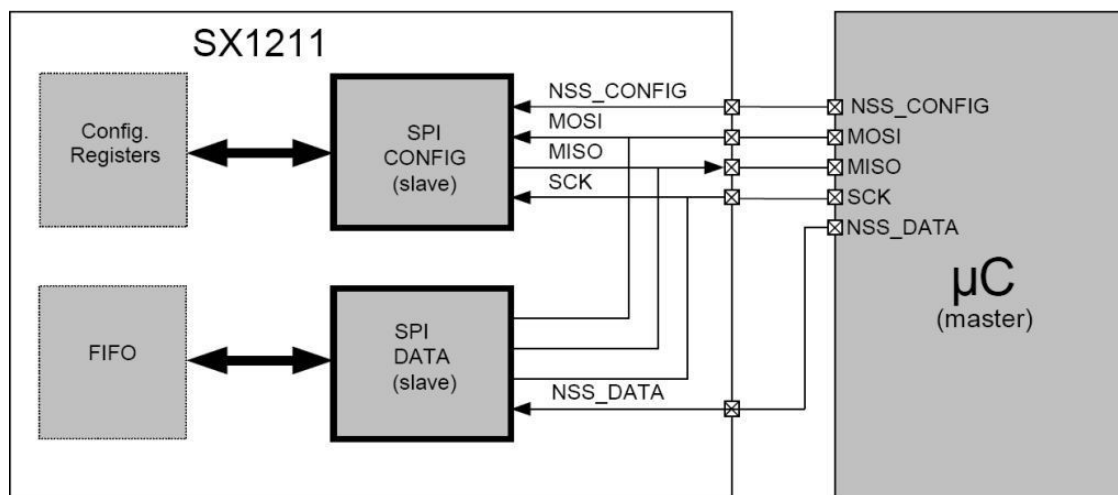 SX1211
Config.
Registers
SPI
CONFIG
(slave)
NSS_CONFIG
MOSI
MISO
SCK
NSS_CONFIG
MOSI
MISO
SCK
NSS_DATA
µC
(master)
FIFO
SPI
DATA
(slave)
NSS_DATA